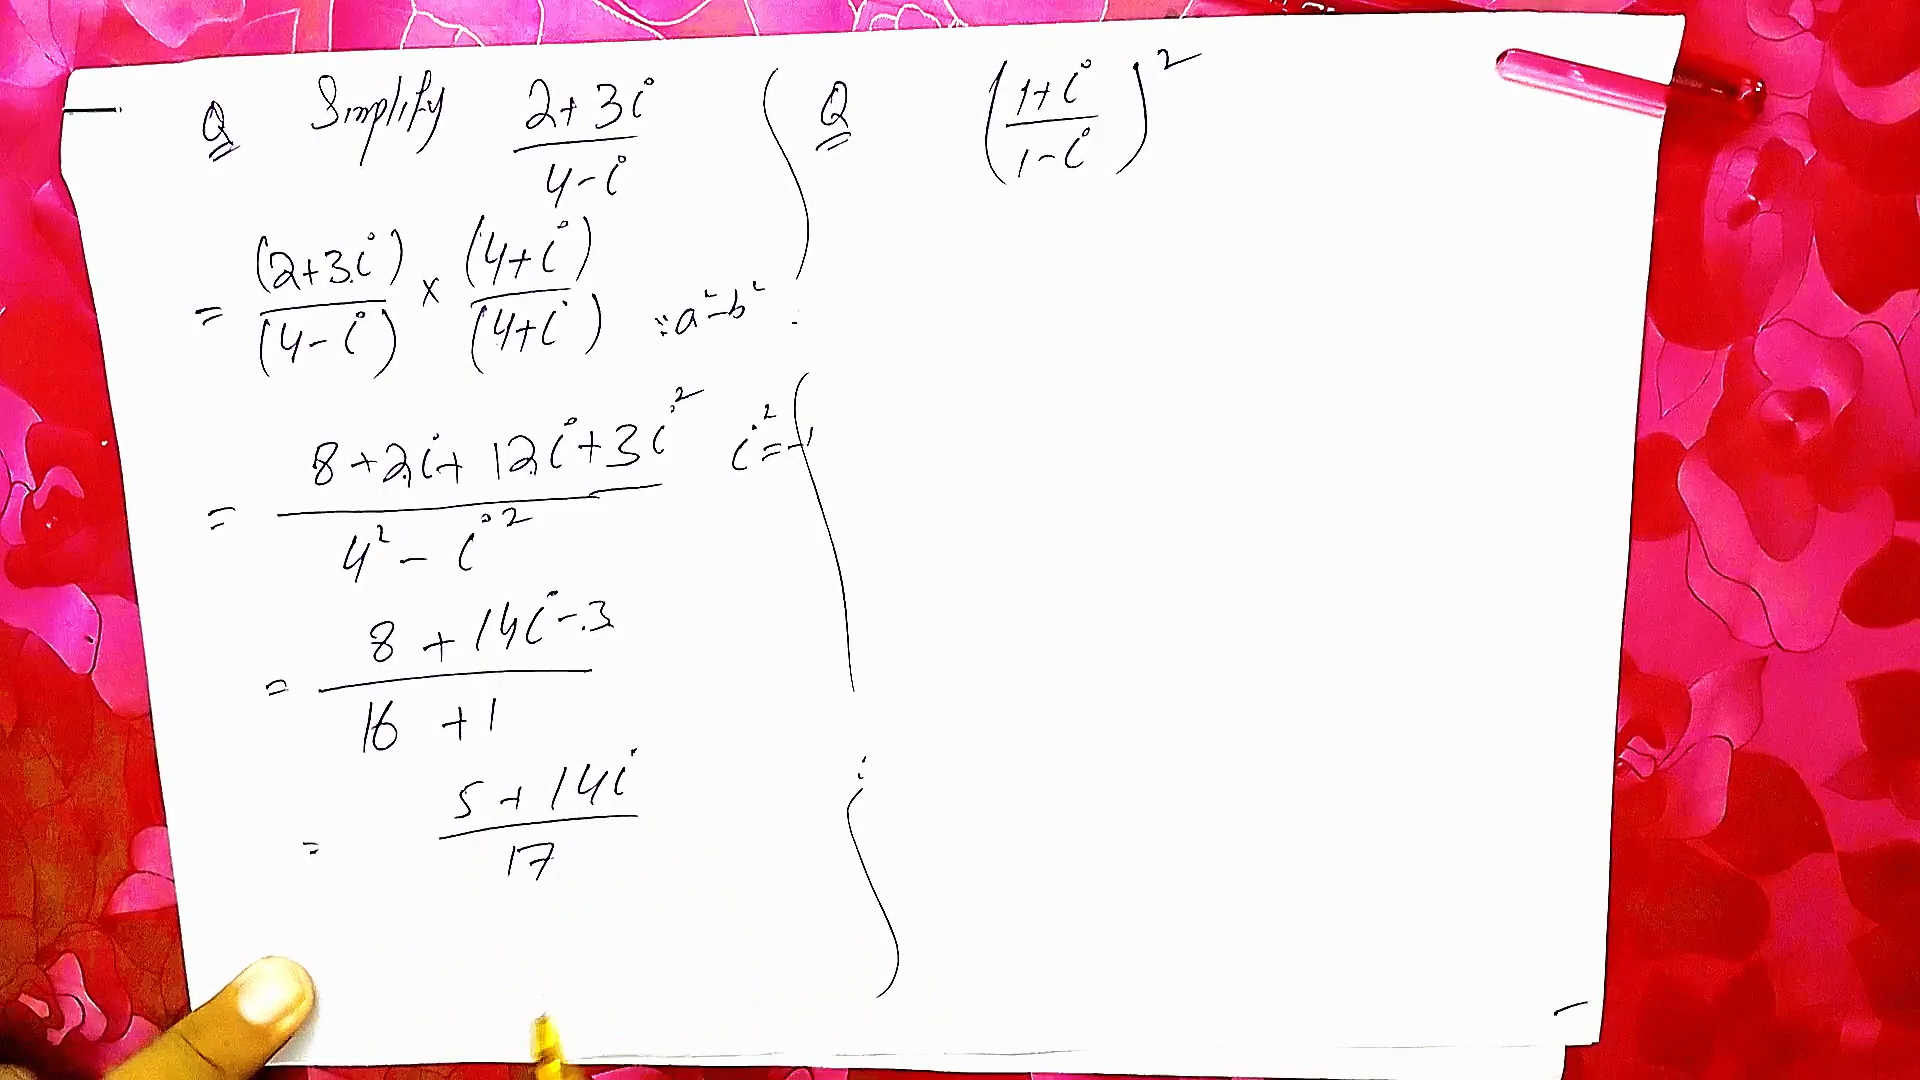 Q Simplify (2+3i)/(4-i)
= (2+3i)/(4-i) × (4+i)/(4+i) ∵ a²-b²
= (8+2i+12i+3i²)/(4²-i²) i²=-1
= (8+14i-3)/(16+1)
= (5+14i)/17
Q ((1+i)/(1-i))²